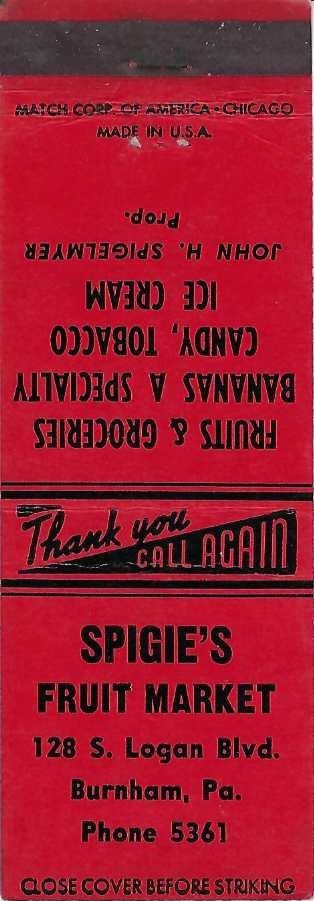 MATCH CORP. OF AMERICA • CHICAGO
MADE IN U.S.A.
FRUITS & GROCERIES
BANANAS A SPECIALTY
CANDY, TOBACCO
ICE CREAM
JOHN H. SPIGELMYER
Prop.
Thank you
CALL AGAIN
SPIGIE'S
FRUIT MARKET
128 S. Logan Blvd.
Burnham, Pa.
Phone 5361
CLOSE COVER BEFORE STRIKING